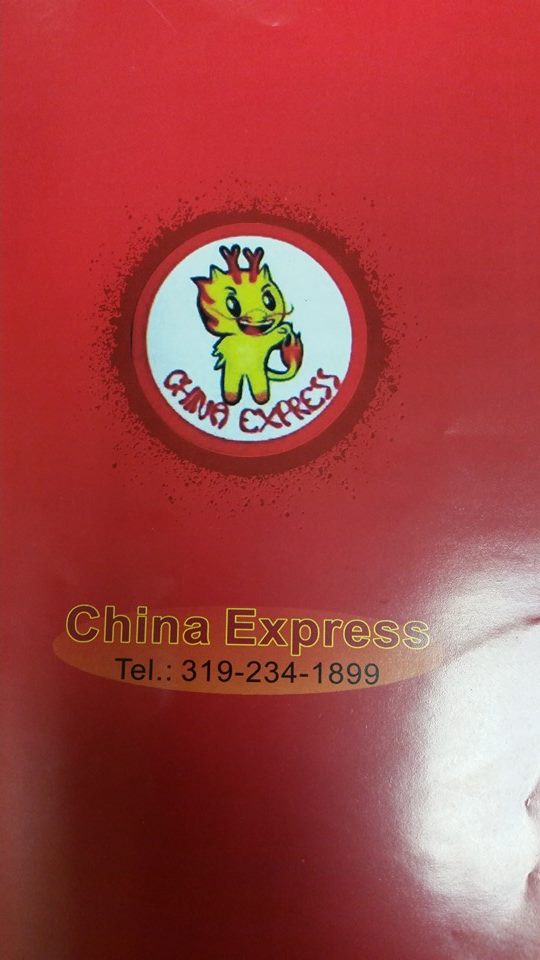 CHINA EXPRESS
China Express
Tel.: 319-234-1899